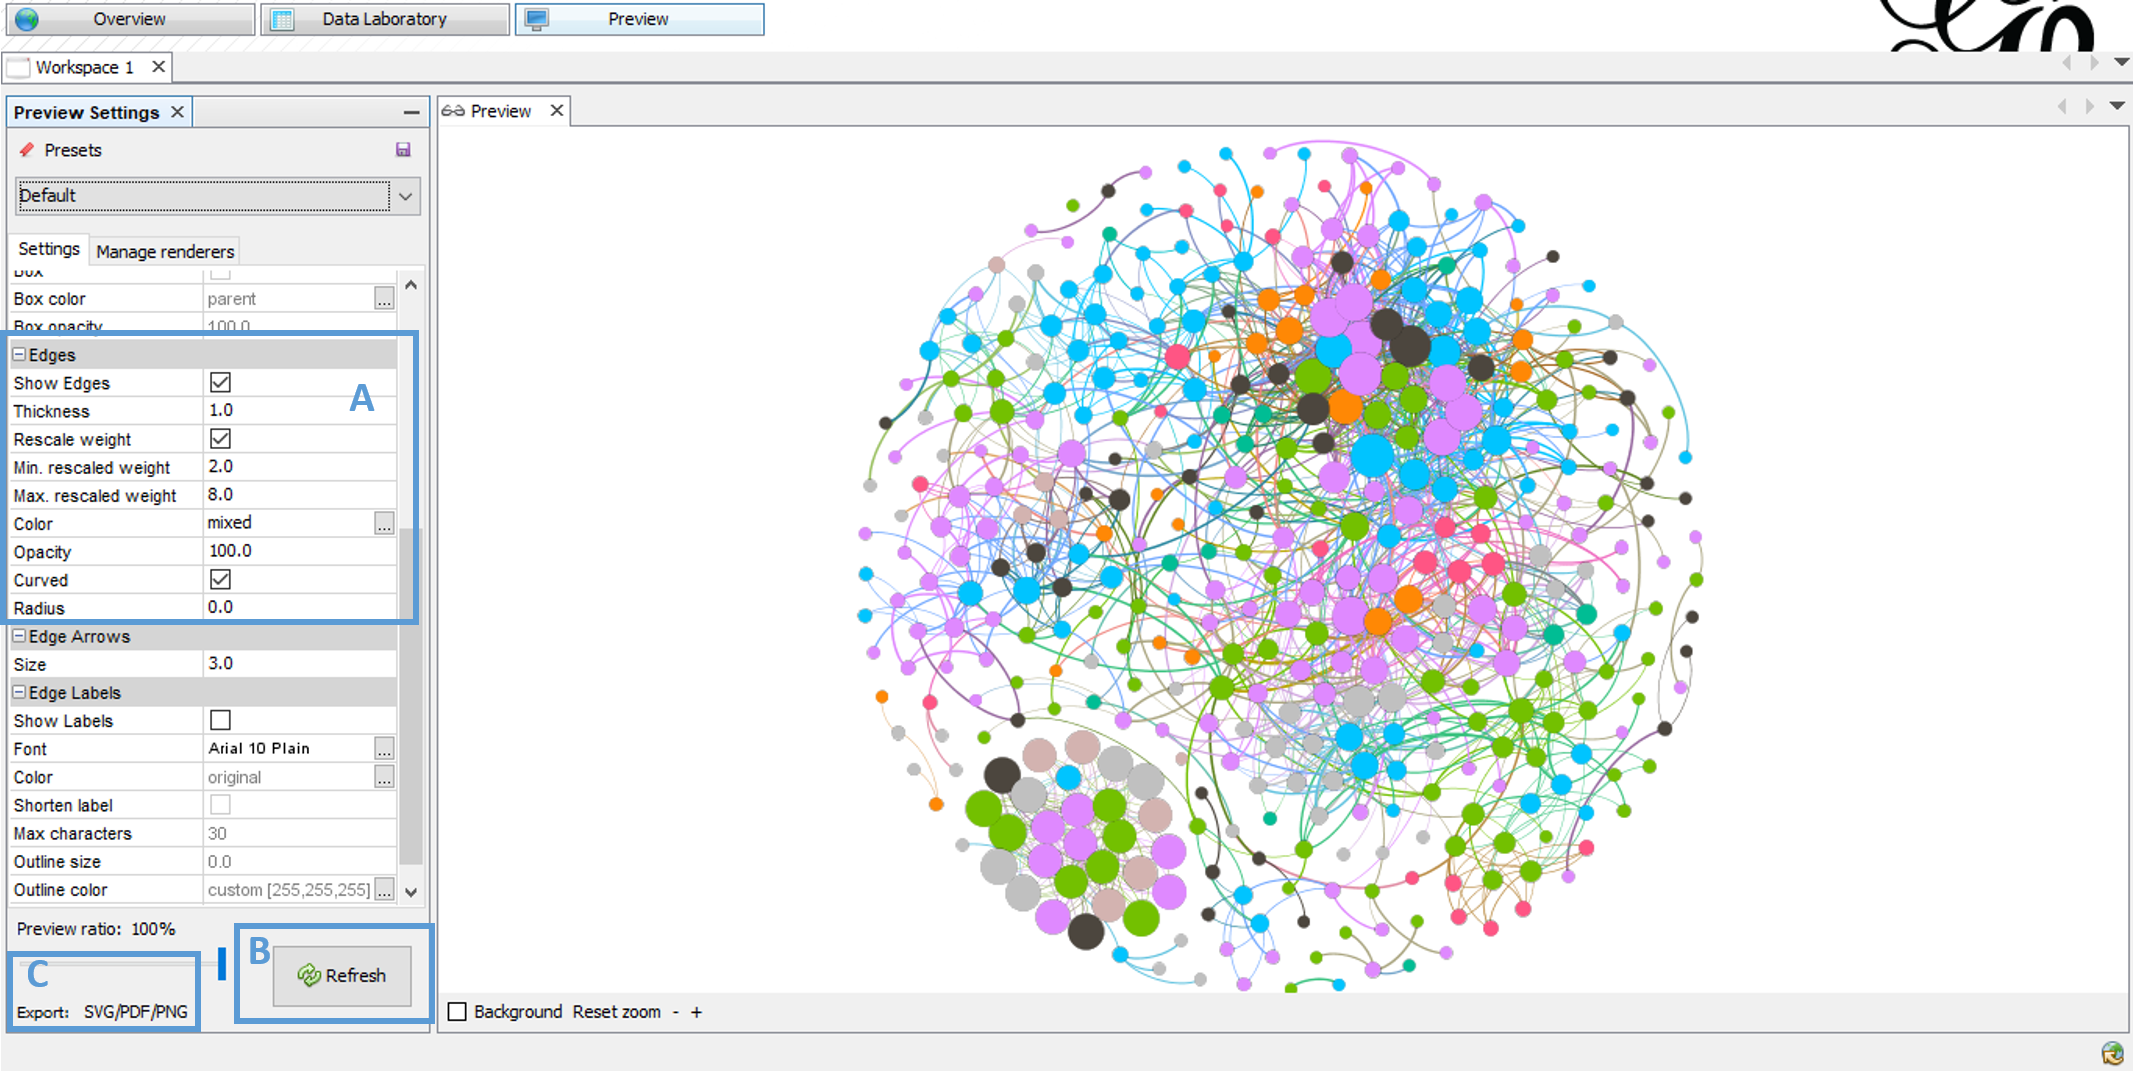 Overview
Data Laboratory
Preview
Workspace 1
Preview Settings
Preview
Presets
Default
Settings
Manage renderers
Box
Box color parent ...
Box opacity 100.0
Edges
A
Show Edges
Thickness 1.0
Rescale weight
Min. rescaled weight 2.0
Max. rescaled weight 8.0
Color mixed ...
Opacity 100.0
Curved
Radius 0.0
Edge Arrows
Size 3.0
Edge Labels
Show Labels
Font Arial 10 Plain ...
Color original ...
Shorten label
Max characters 30
Outline size 0.0
Outline color custom [255,255,255] ...
Preview ratio: 100%
B
Refresh
C
Export: SVG/PDF/PNG
Background Reset zoom - +